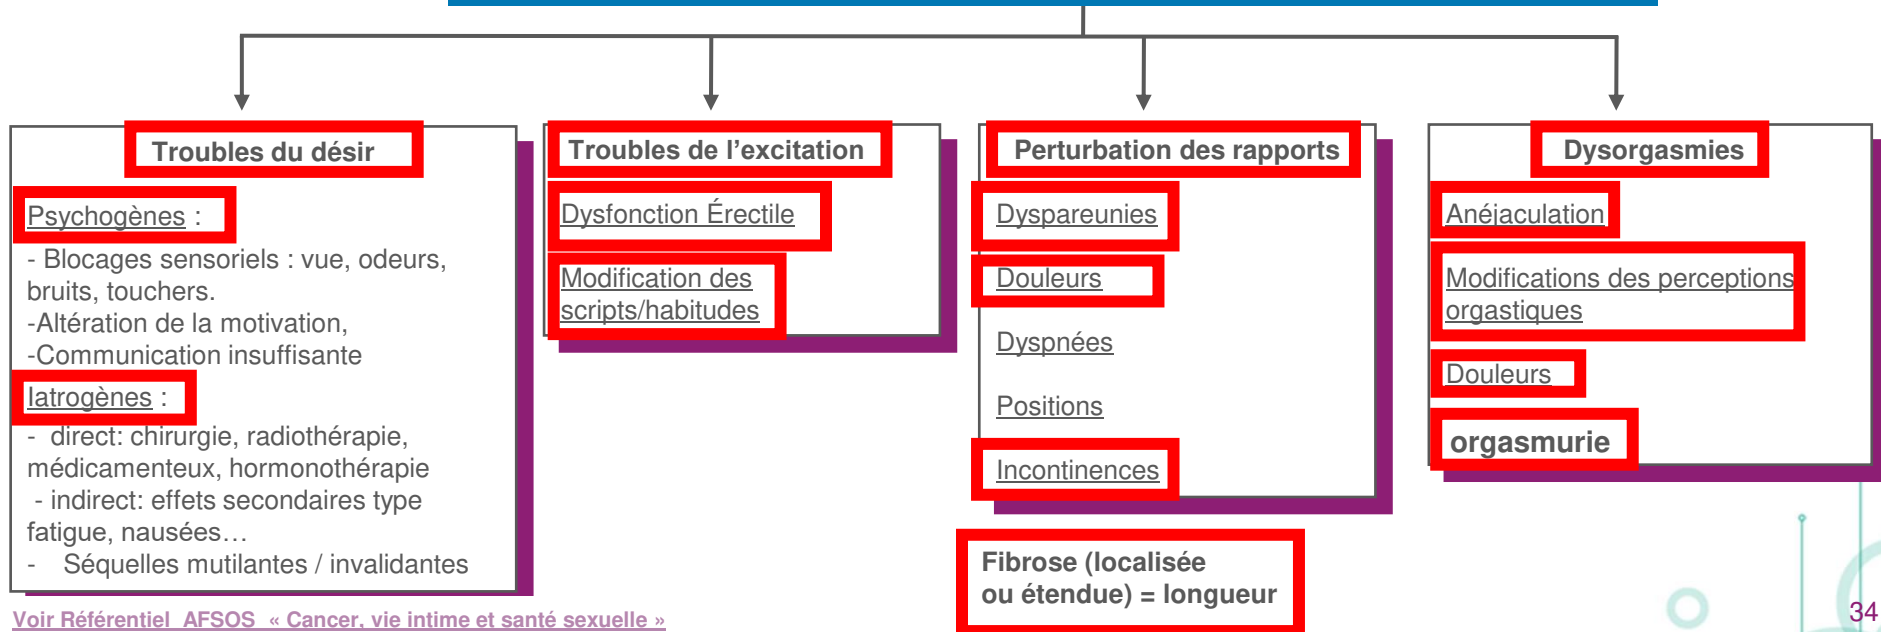 Troubles du désir
Psychogènes :
- Blocages sensoriels : vue, odeurs,
bruits, touchers.
-Altération de la motivation,
-Communication insuffisante
Iatrogènes :
- direct: chirurgie, radiothérapie,
médicamenteux, hormonothérapie
- indirect: effets secondaires type
fatigue, nausées…
- Séquelles mutilantes / invalidantes
Troubles de l’excitation
Dysfonction Érectile
Modification des
scripts/habitudes
Perturbation des rapports
Dyspareunies
Douleurs
Dyspnées
Positions
Incontinences
Fibrose (localisée
ou étendue) = longueur
Dysorgasmies
Anéjaculation
Modifications des perceptions
orgastiques
Douleurs
orgasmurie
Voir Référentiel AFSOS « Cancer, vie intime et santé sexuelle »
34